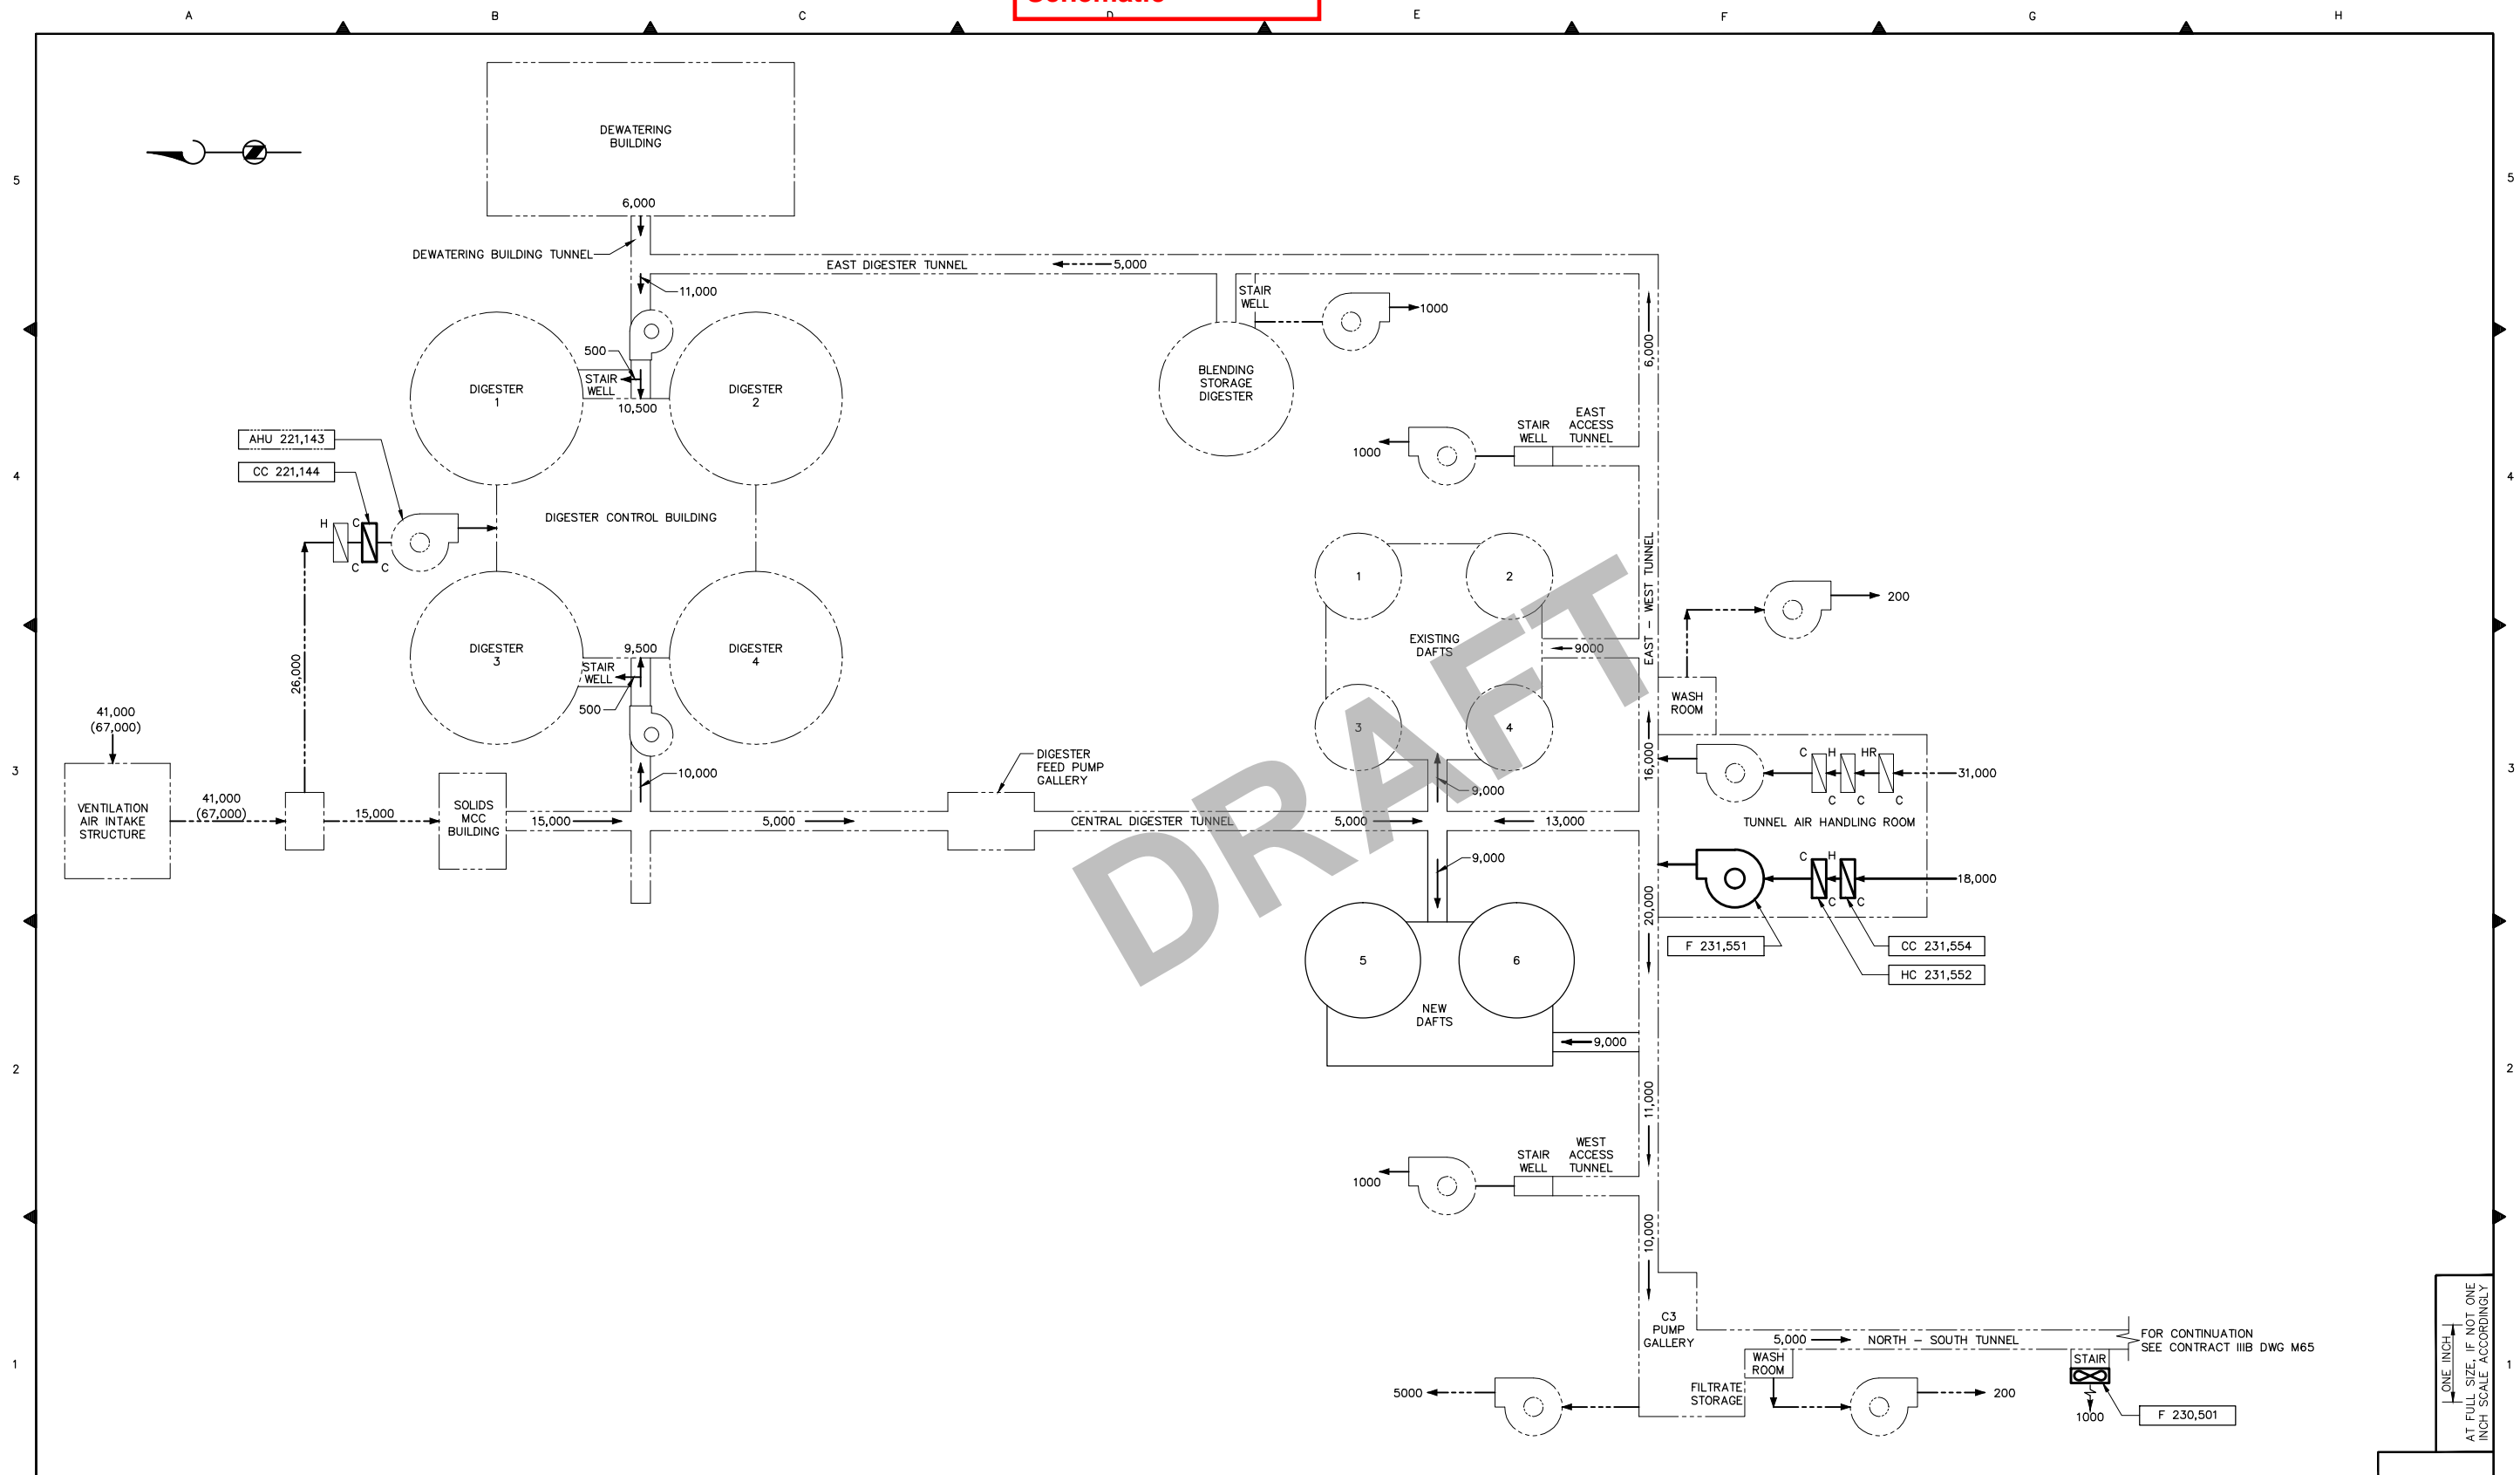 Schematic
A
B
C
D
E
F
G
H
5
4
3
2
1
5
4
3
2
1
DEWATERING
BUILDING
6,000
DEWATERING BUILDING TUNNEL
EAST DIGESTER TUNNEL
5,000
11,000
STAIR
WELL
1000
500
STAIR
WELL
10,500
DIGESTER
1
DIGESTER
2
BLENDING
STORAGE
DIGESTER
6,000
AHU 221,143
CC 221,144
H
C
C
C
DIGESTER CONTROL BUILDING
STAIR
WELL
EAST
ACCESS
TUNNEL
1000
26,000
DIGESTER
3
DIGESTER
4
9,500
STAIR
WELL
500
1
2
3
4
EXISTING
DAFTS
9000
EAST - WEST TUNNEL
200
WASH
ROOM
41,000
(67,000)
VENTILATION
AIR INTAKE
STRUCTURE
41,000
(67,000)
15,000
SOLIDS
MCC
BUILDING
15,000
10,000
5,000
DIGESTER
FEED PUMP
GALLERY
CENTRAL DIGESTER TUNNEL
5,000
9,000
13,000
9,000
16,000
C
H
HR
C
C
C
31,000
TUNNEL AIR HANDLING ROOM
C
H
C
C
18,000
20,000
F 231,551
CC 231,554
HC 231,552
5
6
NEW
DAFTS
9,000
11,000
STAIR
WELL
WEST
ACCESS
TUNNEL
1000
10,000
C3
PUMP
GALLERY
5,000
NORTH - SOUTH TUNNEL
FOR CONTINUATION
SEE CONTRACT IIIB DWG M65
WASH
ROOM
STAIR
FILTRATE
STORAGE
5000
200
1000
F 230,501
ONE INCH
AT FULL SIZE, IF NOT ONE
INCH SCALE ACCORDINGLY
DRAFT